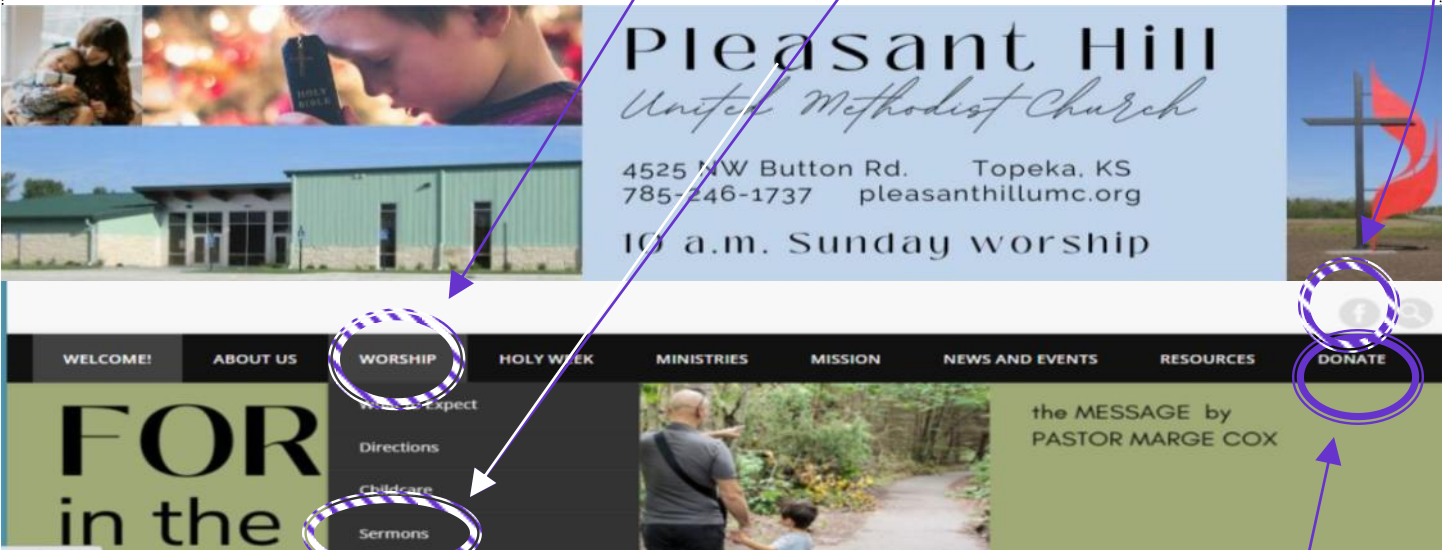 HOLY
BIBLE
Pleasant Hill
United Methodist Church
4525 NW Button Rd. Topeka, KS
785-246-1737 pleasanthillumc.org
10 a.m. Sunday worship
f
WELCOME! ABOUT US WORSHIP HOLY WEEK MINISTRIES MISSION NEWS AND EVENTS RESOURCES DONATE
What to Expect
Directions
Childcare
Sermons
FOR
in the
the MESSAGE by
PASTOR MARGE COX